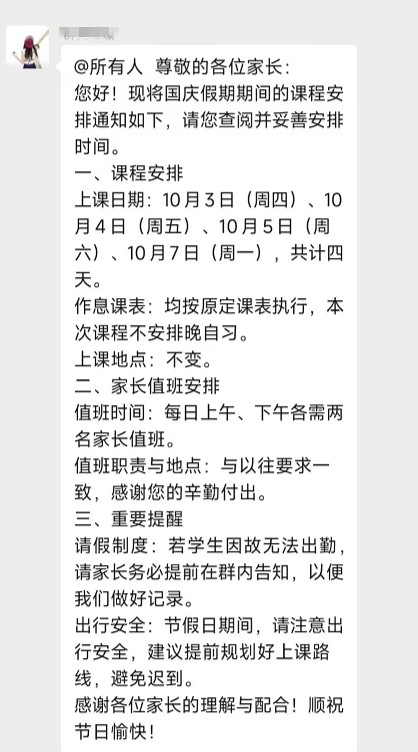 @所有人 尊敬的各位家长：
您好！现将国庆假期期间的课程安
排通知如下，请您查阅并妥善安排
时间。
一、课程安排
上课日期：10月3日（周四）、10
月4日（周五）、10月5日（周
六）、10月7日（周一），共计四
天。
作息课表：均按原定课表执行，本
次课程不安排晚自习。
上课地点：不变。
二、家长值班安排
值班时间：每日上午、下午各需两
名家长值班。
值班职责与地点：与以往要求一
致，感谢您的辛勤付出。
三、重要提醒
请假制度：若学生因故无法出勤，
请家长务必提前在群内告知，以便
我们做好记录。
出行安全：节假日期间，请注意出
行安全，建议提前规划好上课路
线，避免迟到。
感谢各位家长的理解与配合！顺祝
节日愉快！